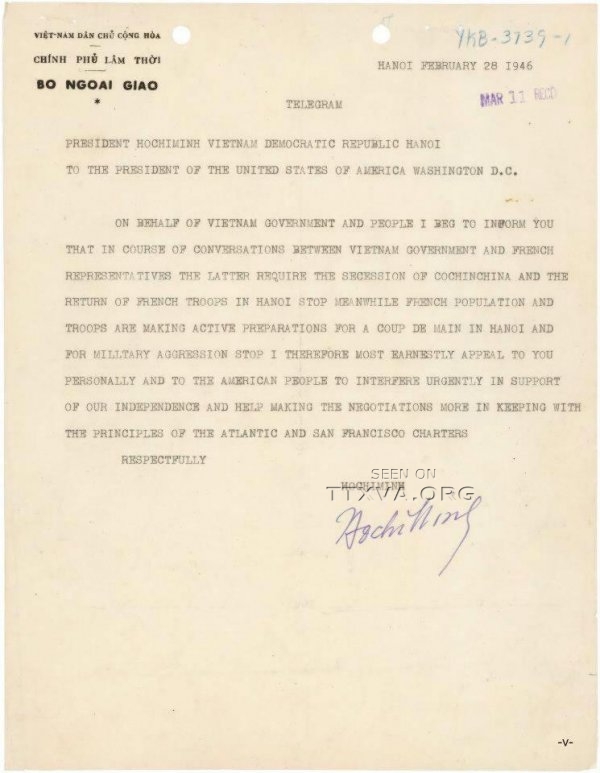 VIỆT-NAM DÂN CHỦ CỘNG HÒA
CHÍNH PHỦ LÂM THỜI
BO NGOAI GIAO
*
YKB-3739-1
HANOI FEBRUARY 28 1946
MAR 11 RECD
TELEGRAM
PRESIDENT HOCHIMINH VIETNAM DEMOCRATIC REPUBLIC HANOI
TO THE PRESIDENT OF THE UNITED STATES OF AMERICA WASHINGTON D.C.
ON BEHALF OF VIETNAM GOVERNMENT AND PEOPLE I BEG TO INFORM YOU
THAT IN COURSE OF CONVERSATIONS BETWEEN VIETNAM GOVERNMENT AND FRENCH
REPRESENTATIVES THE LATTER REQUIRE THE SECESSION OF COCHINCHINA AND THE
RETURN OF FRENCH TROOPS IN HANOI STOP MEANWHILE FRENCH POPULATION AND
TROOPS ARE MAKING ACTIVE PREPARATIONS FOR A COUP DE MAIN IN HANOI AND
FOR MILITARY AGGRESSION STOP I THEREFORE MOST EARNESTLY APPEAL TO YOU
PERSONALLY AND TO THE AMERICAN PEOPLE TO INTERFERE URGENTLY IN SUPPORT
OF OUR INDEPENDENCE AND HELP MAKING THE NEGOTIATIONS MORE IN KEEPING WITH
THE PRINCIPLES OF THE ATLANTIC AND SAN FRANCISCO CHARTERS
RESPECTFULLY
SEEN ON
HOCHIMINH
TTXVA.ORG
Hochiminh
-V-